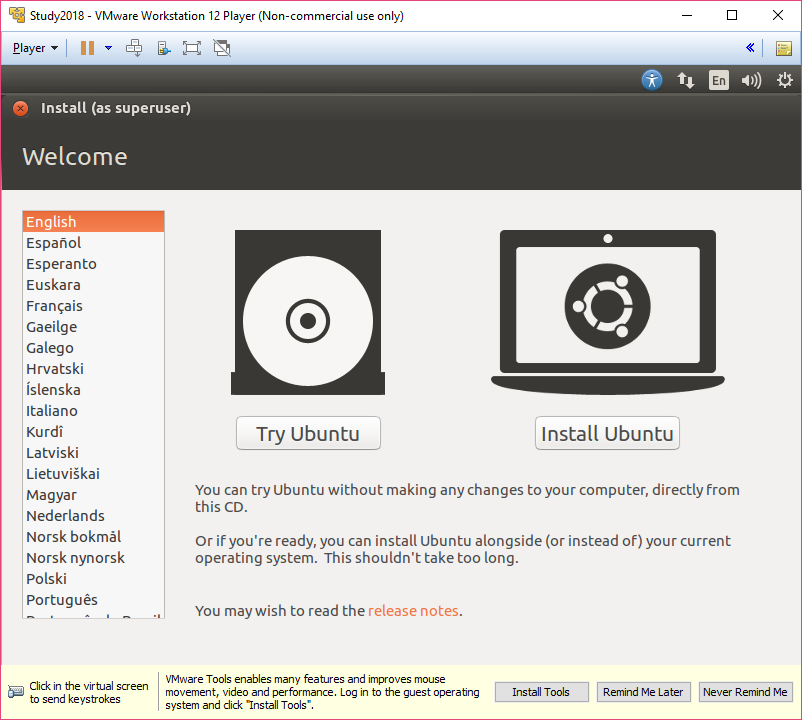 Study2018 - VMware Workstation 12 Player (Non-commercial use only)
Player
En
Install (as superuser)
Welcome
English
Español
Esperanto
Euskara
Français
Gaeilge
Galego
Hrvatski
Íslenska
Italiano
Kurdî
Latviski
Lietuviškai
Magyar
Nederlands
Norsk bokmål
Norsk nynorsk
Polski
Português
Try Ubuntu
Install Ubuntu
You can try Ubuntu without making any changes to your computer, directly from
this CD.
Or if you're ready, you can install Ubuntu alongside (or instead of) your current
operating system.  This shouldn't take too long.
You may wish to read the release notes.
Click in the virtual screen
to send keystrokes
VMware Tools enables many features and improves mouse
movement, video and performance. Log in to the guest operating
system and click "Install Tools".
Install Tools
Remind Me Later
Never Remind Me